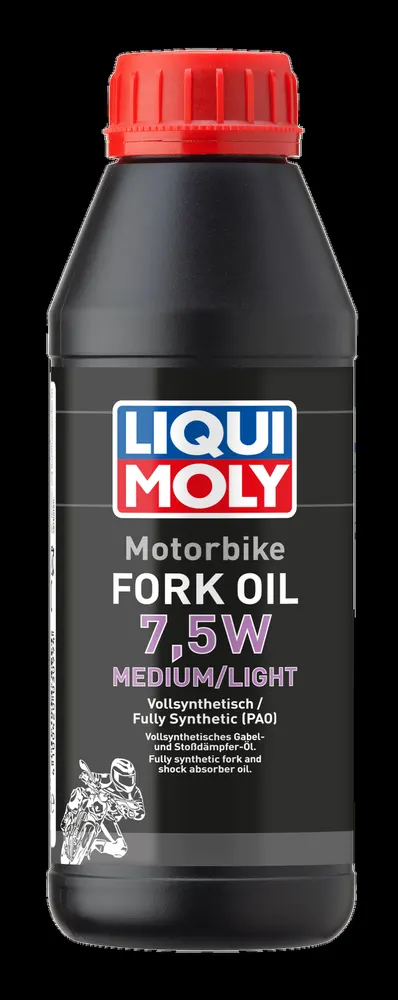 LIQUI
MOLY
Motorbike
FORK OIL
7,5W
MEDIUM/LIGHT
Vollsynthetisch /
Fully Synthetic (PAO)
Vollsynthetisches Gabel-
und Stoßdämpfer-Öl.
Fully synthetic fork and
shock absorber oil.